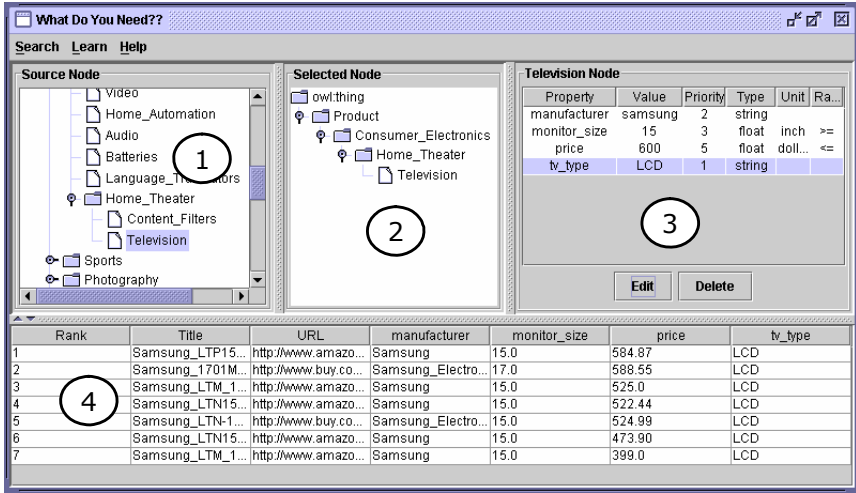 What Do You Need??
Search Learn Help
Source Node
Video
Home_Automation
Audio
Batteries
Language_Translators
Home_Theater
Content_Filters
Television
Sports
Photography
1
Selected Node
owl:thing
Product
Consumer_Electronics
Home_Theater
Television
2
Television Node
Property Value Priority Type Unit Ra...
manufacturer samsung 2 string
monitor_size 15 3 float inch >=
price 600 5 float doll... <=
tv_type LCD 1 string
3
Edit Delete
Rank Title URL manufacturer monitor_size price tv_type
1 Samsung_LTP15... http://www.amazo... Samsung 15.0 584.87 LCD
2 Samsung_1701M... http://www.buy.co... Samsung_Electro... 17.0 588.55 LCD
3 Samsung_LTM_1... http://www.amazo... Samsung 15.0 525.0 LCD
4 Samsung_LTN15... http://www.amazo... Samsung 15.0 522.44 LCD
5 Samsung_LTN-1... http://www.buy.co... Samsung_Electro... 15.0 524.99 LCD
6 Samsung_LTN15... http://www.amazo... Samsung 15.0 473.90 LCD
7 Samsung_LTM_1... http://www.amazo... Samsung 15.0 399.0 LCD
4